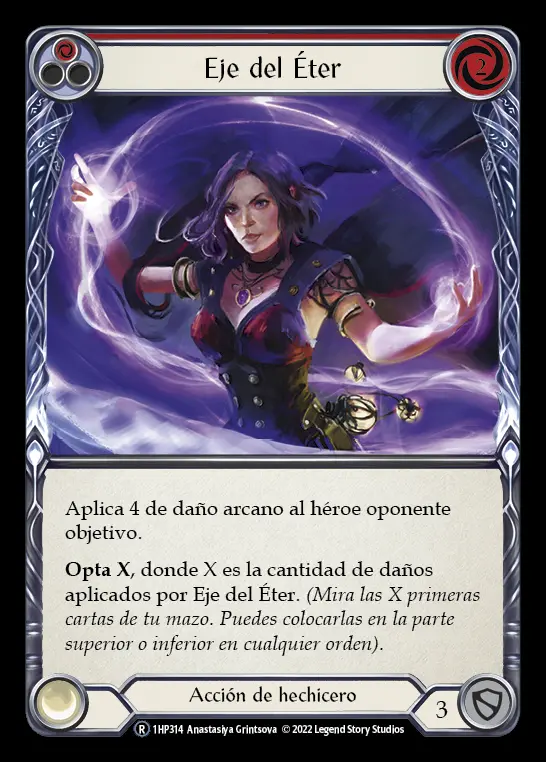 Eje del Éter
2
Aplica 4 de daño arcano al héroe oponente
objetivo.
Opta X, donde X es la cantidad de daños
aplicados por Eje del Éter. (Mira las X primeras
cartas de tu mazo. Puedes colocarlas en la parte
superior o inferior en cualquier orden).
Acción de hechicero
3
R 1HP314 Anastasiya Grintsova © 2022 Legend Story Studios